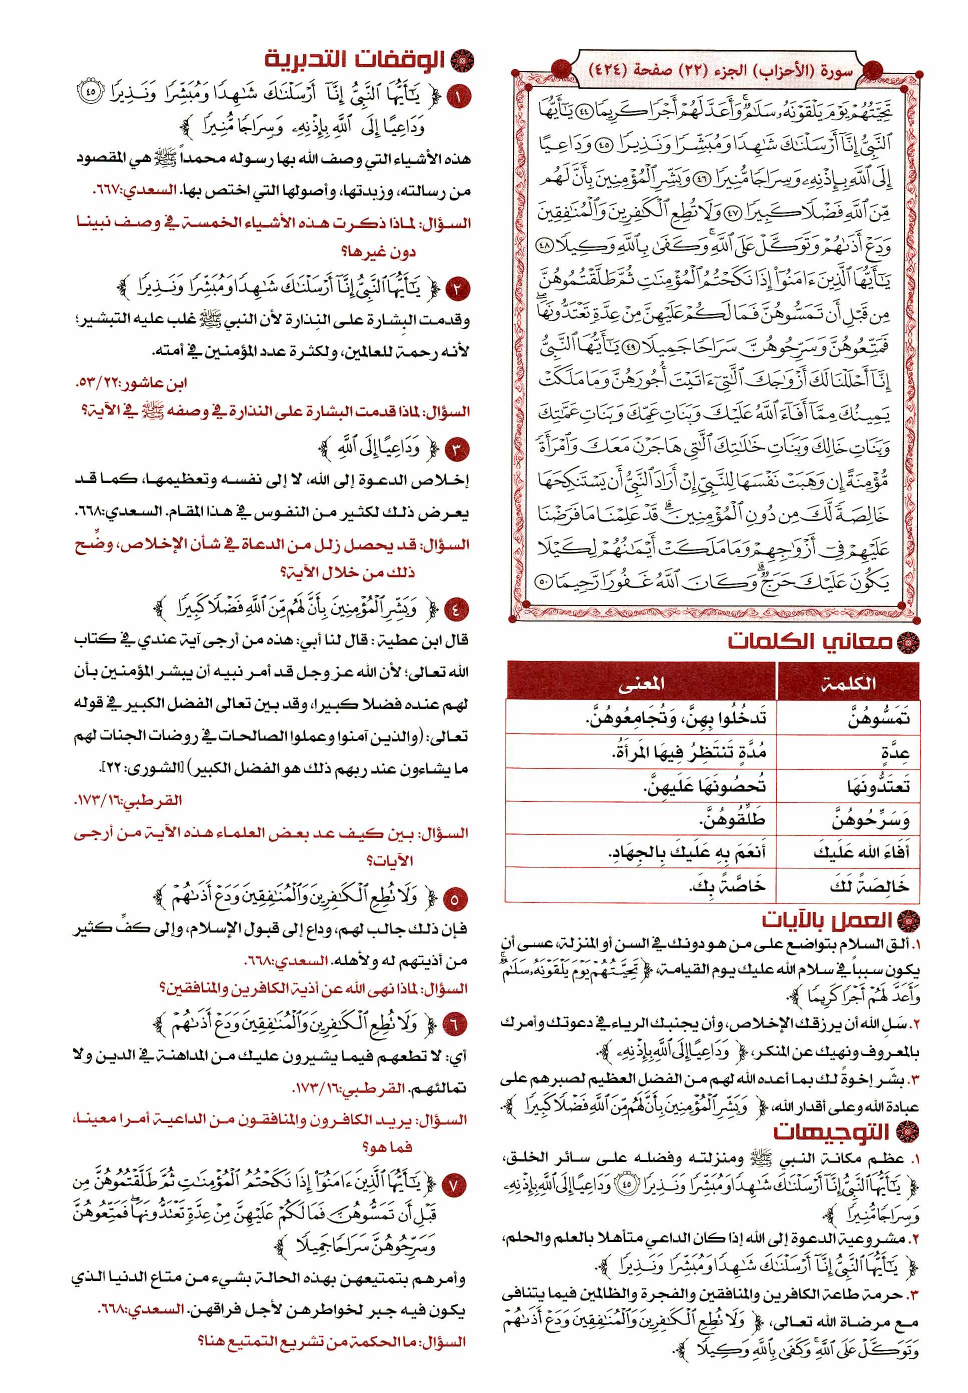 سورة (الأحزاب) الجزء (٢٢) صفحة (٤٢٤)
تَحِيَّتُهُمْ يَوْمَ يَلْقَوْنَهُۥ سَلَٰمٌ ۚ وَأَعَدَّ لَهُمْ أَجْرًا كَرِيمًا ٤٤ يَٰٓأَيُّهَا
ٱلنَّبِىُّ إِنَّآ أَرْسَلْنَٰكَ شَٰهِدًا وَمُبَشِّرًا وَنَذِيرًا ٤٥ وَدَاعِيًا
إِلَى ٱللَّهِ بِإِذْنِهِۦ وَسِرَاجًا مُّنِيرًا ٤٦ وَبَشِّرِ ٱلْمُؤْمِنِينَ بِأَنَّ لَهُم
مِّنَ ٱللَّهِ فَضْلًا كَبِيرًا ٤٧ وَلَا تُطِعِ ٱلْكَٰفِرِينَ وَٱلْمُنَٰفِقِينَ
وَدَعْ أَذَىٰهُمْ وَتَوَكَّلْ عَلَى ٱللَّهِ ۚ وَكَفَىٰ بِٱللَّهِ وَكِيلًا ٤٨
يَٰٓأَيُّهَا ٱلَّذِينَ ءَامَنُوٓا۟ إِذَا نَكَحْتُمُ ٱلْمُؤْمِنَٰتِ ثُمَّ طَلَّقْتُمُوهُنَّ
مِن قَبْلِ أَن تَمَسُّوهُنَّ فَمَا لَكُمْ عَلَيْهِنَّ مِنْ عِدَّةٍ تَعْتَدُّونَهَا ۖ
فَمَتِّعُوهُنَّ وَسَرِّحُوهُنَّ سَرَاحًا جَمِيلًا ٤٩ يَٰٓأَيُّهَا ٱلنَّبِىُّ
إِنَّآ أَحْلَلْنَا لَكَ أَزْوَٰجَكَ ٱلَّٰتِىٓ ءَاتَيْتَ أُجُورَهُنَّ وَمَا مَلَكَتْ
يَمِينُكَ مِمَّآ أَفَآءَ ٱللَّهُ عَلَيْكَ وَبَنَاتِ عَمِّكَ وَبَنَاتِ عَمَّٰتِكَ
وَبَنَاتِ خَالِكَ وَبَنَاتِ خَٰلَٰتِكَ ٱلَّٰتِى هَاجَرْنَ مَعَكَ وَٱمْرَأَةً
مُّؤْمِنَةً إِن وَهَبَتْ نَفْسَهَا لِلنَّبِىِّ إِنْ أَرَادَ ٱلنَّبِىُّ أَن يَسْتَنكِحَهَا
خَالِصَةً لَّكَ مِن دُونِ ٱلْمُؤْمِنِينَ ۗ قَدْ عَلِمْنَا مَا فَرَضْنَا
عَلَيْهِمْ فِىٓ أَزْوَٰجِهِمْ وَمَا مَلَكَتْ أَيْمَٰنُهُمْ لِكَيْلَا
يَكُونَ عَلَيْكَ حَرَجٌ ۗ وَكَانَ ٱللَّهُ غَفُورًا رَّحِيمًا ٥٠
معاني الكلمات
الكلمة المعنى
تَمَسُّوهُنَّ تَدخُلُوا بِهِنَّ، وَتُجَامِعُوهُنَّ.
عِدَّةٍ مُدَّةٍ تَنتَظِرُ فِيهَا المَرأَةُ.
تَعتَدُّونَهَا تُحصُونَهَا عَلَيهِنَّ.
وَسَرِّحُوهُنَّ طَلِّقُوهُنَّ.
أَفَاءَ الله عَلَيكَ أَنعَمَ بِهِ عَلَيكَ بِالجِهَادِ.
خَالِصَةً لَكَ خَاصَّةً بِكَ.
العمل بالآيات
١. ألق السلام بتواضع على من هو دونك في السن أو المنزلة، عسى أن
يكون سبباً في سلام الله عليك يوم القيامة، ﴿ تَحِيَّتُهُمْ يَوْمَ يَلْقَوْنَهُۥ سَلَٰمٌ ۚ
وَأَعَدَّ لَهُمْ أَجْرًا كَرِيمًا ﴾.
٢. سَلِ الله أن يرزقك الإخلاص، وأن يجنبك الرياء في دعوتك وأمرك
بالمعروف ونهيك عن المنكر، ﴿ وَدَاعِيًا إِلَى ٱللَّهِ بِإِذْنِهِۦ ﴾.
٣. بشّر إخوةً لك بما أعده الله لهم من الفضل العظيم لصبرهم على
عبادة الله وعلى أقدار الله، ﴿ وَبَشِّرِ ٱلْمُؤْمِنِينَ بِأَنَّ لَهُم مِّنَ ٱللَّهِ فَضْلًا كَبِيرًا ﴾.
التوجيهات
١. عظم مكانة النبي ﷺ ومنزلته وفضله على سائر الخلق،
﴿ يَٰٓأَيُّهَا ٱلنَّبِىُّ إِنَّآ أَرْسَلْنَٰكَ شَٰهِدًا وَمُبَشِّرًا وَنَذِيرًا ٤٥ وَدَاعِيًا إِلَى ٱللَّهِ بِإِذْنِهِۦ
وَسِرَاجًا مُّنِيرًا ﴾.
٢. مشروعية الدعوة إلى الله إذا كان الداعي متأهلا بالعلم والحلم،
﴿ يَٰٓأَيُّهَا ٱلنَّبِىُّ إِنَّآ أَرْسَلْنَٰكَ شَٰهِدًا وَمُبَشِّرًا وَنَذِيرًا ﴾.
٣. حرمة طاعة الكافرين والمنافقين والفجرة والظالمين فيما يتنافى
مع مرضاة الله تعالى، ﴿ وَلَا تُطِعِ ٱلْكَٰفِرِينَ وَٱلْمُنَٰفِقِينَ وَدَعْ أَذَىٰهُمْ
وَتَوَكَّلْ عَلَى ٱللَّهِ ۚ وَكَفَىٰ بِٱللَّهِ وَكِيلًا ﴾.
الوقفات التدبرية
١ ﴿ يَٰٓأَيُّهَا ٱلنَّبِىُّ إِنَّآ أَرْسَلْنَٰكَ شَٰهِدًا وَمُبَشِّرًا وَنَذِيرًا ٤٥
وَدَاعِيًا إِلَى ٱللَّهِ بِإِذْنِهِۦ وَسِرَاجًا مُّنِيرًا ﴾
هذه الأشياء التي وصف الله بها رسوله محمداً ﷺ هي المقصود
من رسالته، وزبدتها، وأصولها التي اختص بها. السعدي:٦٦٧.
السؤال: لماذا ذكرت هذه الأشياء الخمسة في وصف نبينا
دون غيرها؟
٢ ﴿ يَٰٓأَيُّهَا ٱلنَّبِىُّ إِنَّآ أَرْسَلْنَٰكَ شَٰهِدًا وَمُبَشِّرًا وَنَذِيرًا ﴾
وقدمت البِشارة على النِذارة لأن النبي ﷺ غلب عليه التبشير؛
لأنه رحمة للعالمين، ولكثرة عدد المؤمنين في أمته.
ابن عاشور:٥٣/٢٢.
السؤال: لماذا قدمت البشارة على النذارة في وصفه ﷺ في الآية؟
٣ ﴿ وَدَاعِيًا إِلَى ٱللَّهِ ﴾
إخلاص الدعوة إلى الله، لا إلى نفسه وتعظيمها، كما قد
يعرض ذلك لكثير من النفوس في هذا المقام. السعدي:٦٦٨.
السؤال: قد يحصل زلل من الدعاة في شأن الإخلاص، وضِّح
ذلك من خلال الآية؟
٤ ﴿ وَبَشِّرِ ٱلْمُؤْمِنِينَ بِأَنَّ لَهُم مِّنَ ٱللَّهِ فَضْلًا كَبِيرًا ﴾
قال ابن عطية : قال لنا أبي: هذه من أرجى آية عندي في كتاب
الله تعالى؛ لأن الله عز وجل قد أمر نبيه أن يبشر المؤمنين بأن
لهم عنده فضلا كبيرا، وقد بين تعالى الفضل الكبير في قوله
تعالى: (والذين آمنوا وعملوا الصالحات في روضات الجنات لهم
ما يشاءون عند ربهم ذلك هو الفضل الكبير) [الشورى: ٢٢].
القرطبي:١٧٣/١٦.
السؤال: بين كيف عد بعض العلماء هذه الآية من أرجى
الآيات؟
٥ ﴿ وَلَا تُطِعِ ٱلْكَٰفِرِينَ وَٱلْمُنَٰفِقِينَ وَدَعْ أَذَىٰهُمْ ﴾
فإن ذلك جالب لهم، وداع إلى قبول الإسلام، وإلى كفِّ كثير
من أذيتهم له ولأهله. السعدي:٦٦٨.
السؤال: لماذا نهى الله عن أذية الكافرين والمنافقين؟
٦ ﴿ وَلَا تُطِعِ ٱلْكَٰفِرِينَ وَٱلْمُنَٰفِقِينَ وَدَعْ أَذَىٰهُمْ ﴾
أي: لا تطعهم فيما يشيرون عليك من المداهنة في الدين ولا
تمالئهم. القرطبي:١٧٣/١٦.
السؤال: يريد الكافرون والمنافقون من الداعية أمرا معينا،
فما هو؟
٧ ﴿ يَٰٓأَيُّهَا ٱلَّذِينَ ءَامَنُوٓا۟ إِذَا نَكَحْتُمُ ٱلْمُؤْمِنَٰتِ ثُمَّ طَلَّقْتُمُوهُنَّ مِن
قَبْلِ أَن تَمَسُّوهُنَّ فَمَا لَكُمْ عَلَيْهِنَّ مِنْ عِدَّةٍ تَعْتَدُّونَهَا ۖ فَمَتِّعُوهُنَّ
وَسَرِّحُوهُنَّ سَرَاحًا جَمِيلًا ﴾
وأمرهم بتمتيعهن بهذه الحالة بشيء من متاع الدنيا الذي
يكون فيه جبر لخواطرهن لأجل فراقهن. السعدي:٦٦٨.
السؤال: ما الحكمة من تشريع التمتيع هنا؟